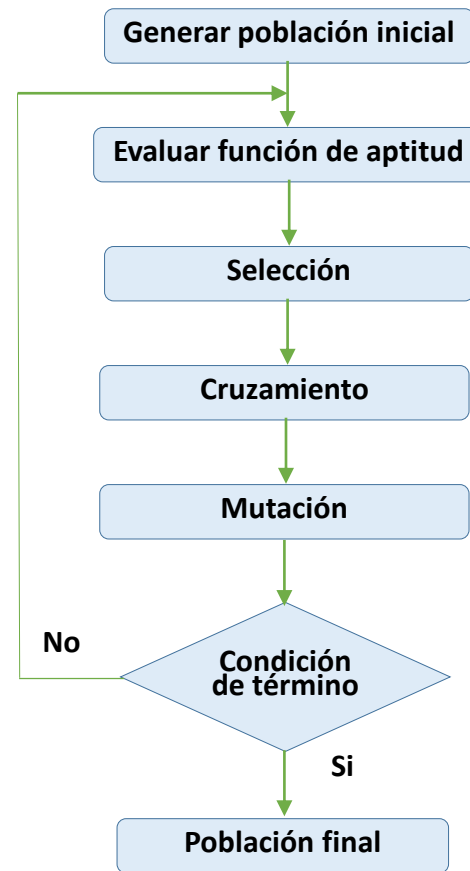 Generar población inicial
Evaluar función de aptitud
Selección
Cruzamiento
Mutación
No
Condición
de término
Si
Población final